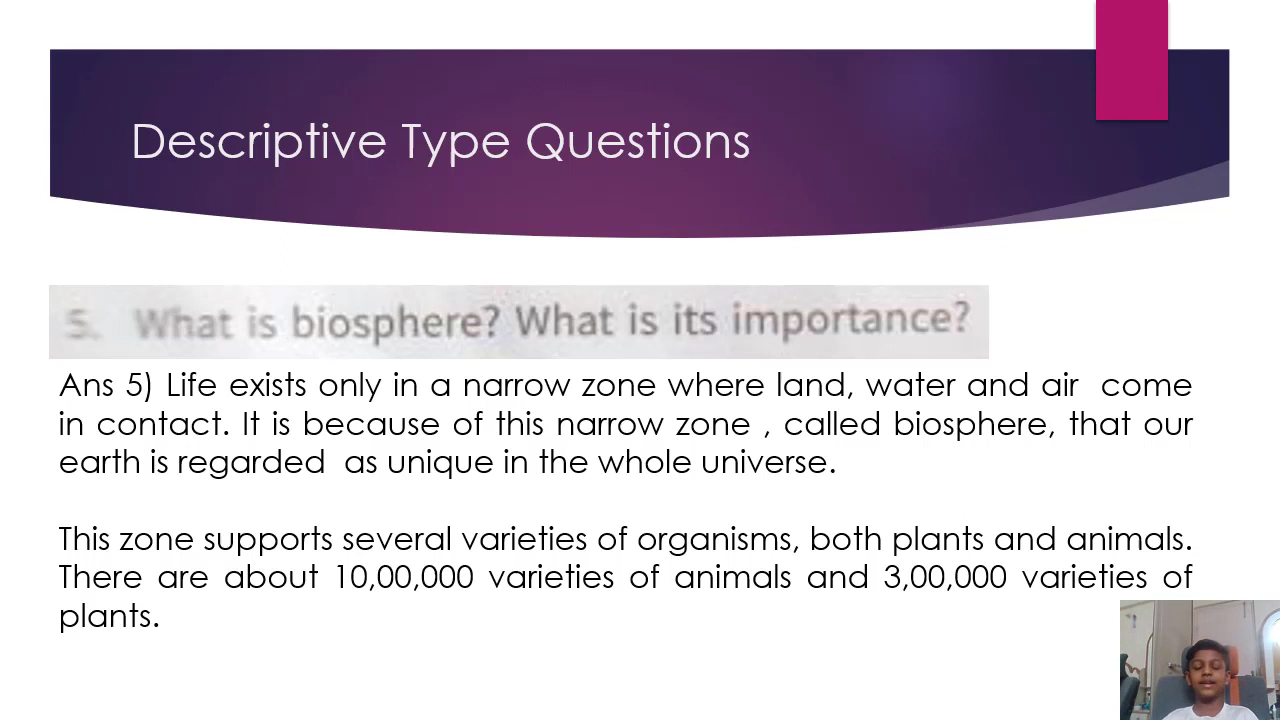 Descriptive Type Questions
5. What is biosphere? What is its importance?
Ans 5) Life exists only in a narrow zone where land, water and air  come
in contact. It is because of this narrow zone , called biosphere, that our
earth is regarded  as unique in the whole universe.
This zone supports several varieties of organisms, both plants and animals.
There are about 10,00,000 varieties of animals and 3,00,000 varieties of
plants.